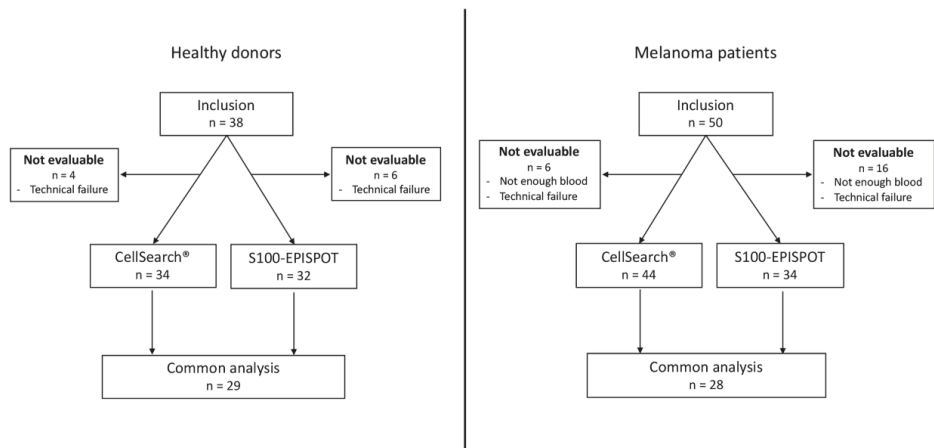 Healthy donors
Inclusion
n = 38
Not evaluable
n = 4
- Technical failure
Not evaluable
n = 6
- Technical failure
CellSearch®
n = 34
S100-EPISPOT
n = 32
Common analysis
n = 29
Melanoma patients
Inclusion
n = 50
Not evaluable
n = 6
- Not enough blood
- Technical failure
Not evaluable
n = 16
- Not enough blood
- Technical failure
CellSearch®
n = 44
S100-EPISPOT
n = 34
Common analysis
n = 28